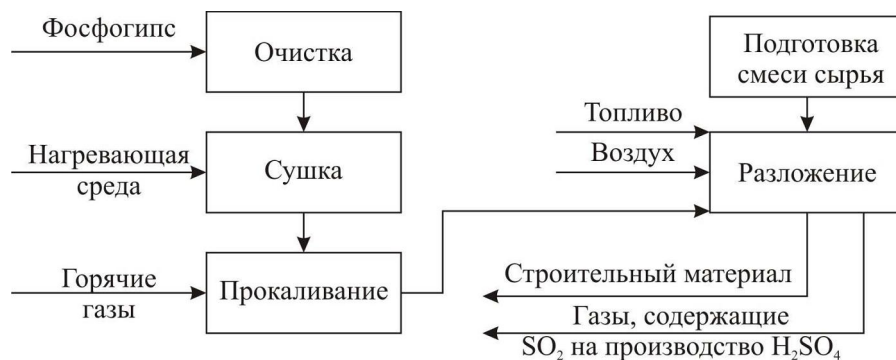 Фосфогипс
Очистка
Нагревающая
среда
Сушка
Горячие
газы
Прокаливание
Подготовка
смеси сырья
Топливо
Воздух
Разложение
Строительный материал
Газы, содержащие
SO₂ на производство H₂SO₄